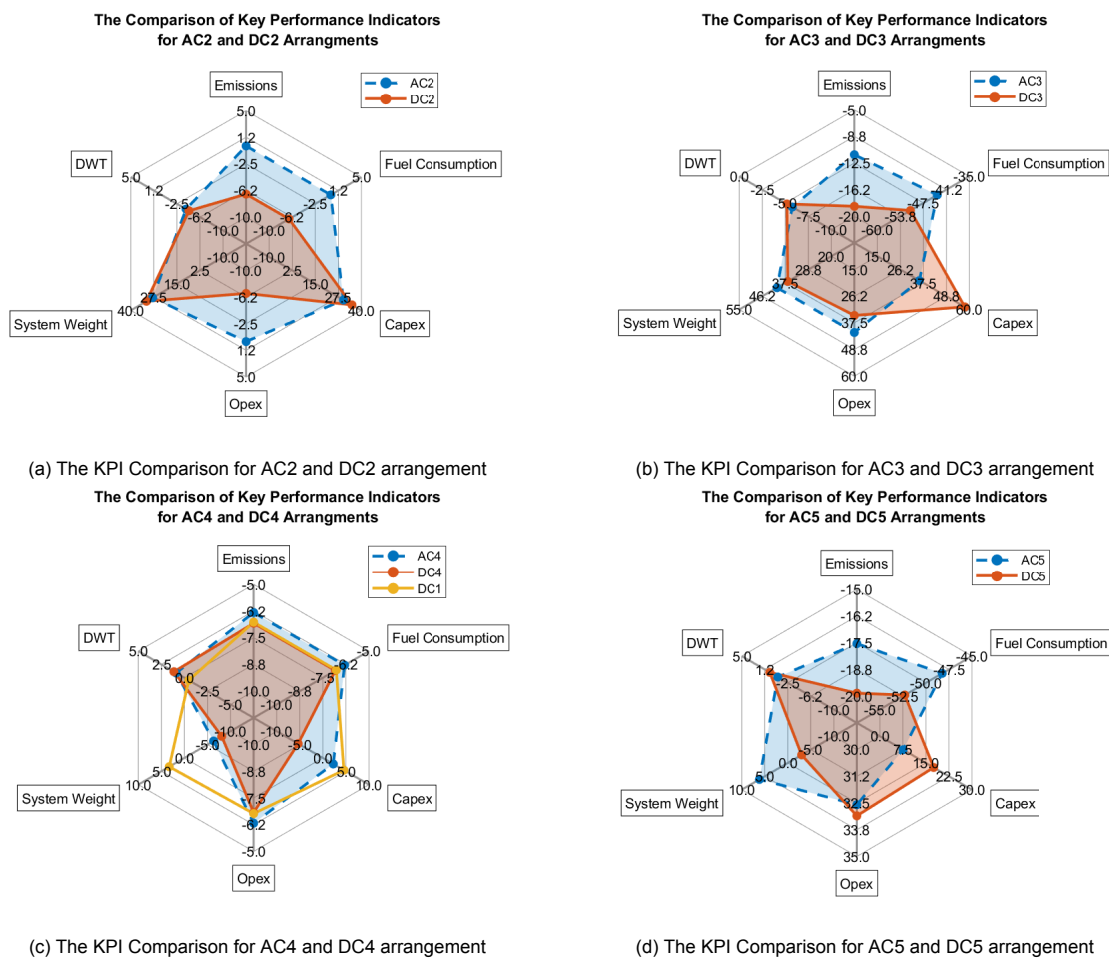 The Comparison of Key Performance Indicators
for AC2 and DC2 Arrangments
Emissions
AC2
DC2
5.0
1.2
-2.5
-6.2
-10.0
Fuel Consumption
5.0
1.2
-2.5
-6.2
-10.0
Capex
40.0
27.5
15.0
2.5
-10.0
Opex
5.0
1.2
-2.5
-6.2
-10.0
System Weight
40.0
27.5
15.0
2.5
-10.0
DWT
5.0
1.2
-2.5
-6.2
-10.0
(a) The KPI Comparison for AC2 and DC2 arrangement
The Comparison of Key Performance Indicators
for AC3 and DC3 Arrangments
Emissions
AC3
DC3
-5.0
-8.8
-12.5
-16.2
-20.0
Fuel Consumption
-35.0
-41.2
-47.5
-53.8
-60.0
Capex
60.0
48.8
37.5
26.2
15.0
Opex
60.0
48.8
37.5
26.2
15.0
System Weight
55.0
46.2
37.5
28.8
20.0
DWT
0.0
-2.5
-5.0
-7.5
-10.0
(b) The KPI Comparison for AC3 and DC3 arrangement
The Comparison of Key Performance Indicators
for AC4 and DC4 Arrangments
Emissions
AC4
DC4
DC1
-5.0
-6.2
-7.5
-8.8
-10.0
Fuel Consumption
-5.0
-6.2
-7.5
-8.8
-10.0
Capex
10.0
5.0
0.0
-5.0
-10.0
Opex
-5.0
-6.2
-7.5
-8.8
-10.0
System Weight
10.0
5.0
0.0
-5.0
-10.0
DWT
5.0
2.5
0.0
-2.5
-5.0
(c) The KPI Comparison for AC4 and DC4 arrangement
The Comparison of Key Performance Indicators
for AC5 and DC5 Arrangments
Emissions
AC5
DC5
-15.0
-16.2
-17.5
-18.8
-20.0
Fuel Consumption
-45.0
-47.5
-50.0
-52.5
-55.0
Capex
30.0
22.5
15.0
7.5
0.0
Opex
35.0
33.8
32.5
31.2
30.0
System Weight
10.0
5.0
0.0
-5.0
-10.0
DWT
5.0
1.2
-2.5
-6.2
-10.0
(d) The KPI Comparison for AC5 and DC5 arrangement